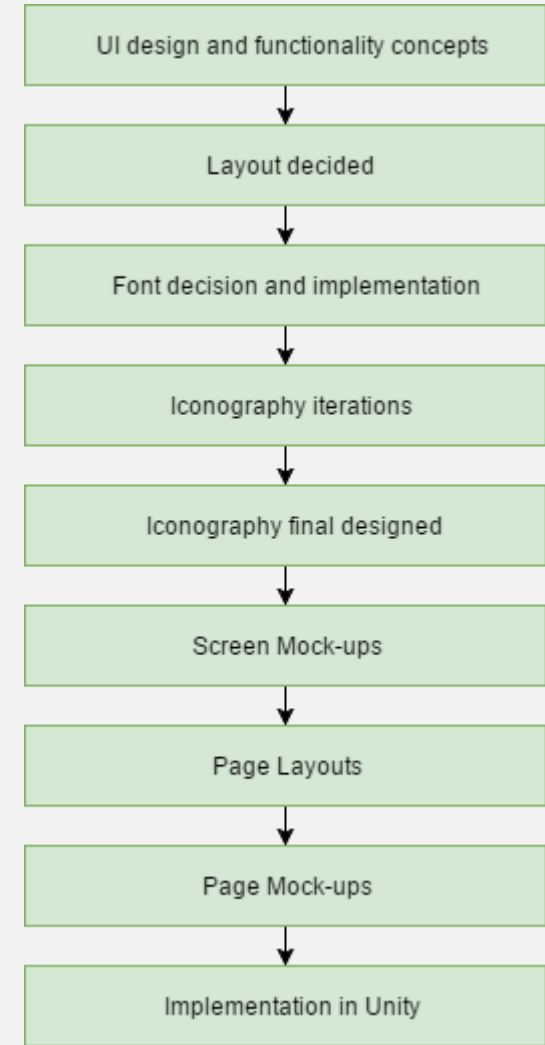 UI design and functionality concepts
Layout decided
Font decision and implementation
Iconography iterations
Iconography final designed
Screen Mock-ups
Page Layouts
Page Mock-ups
Implementation in Unity